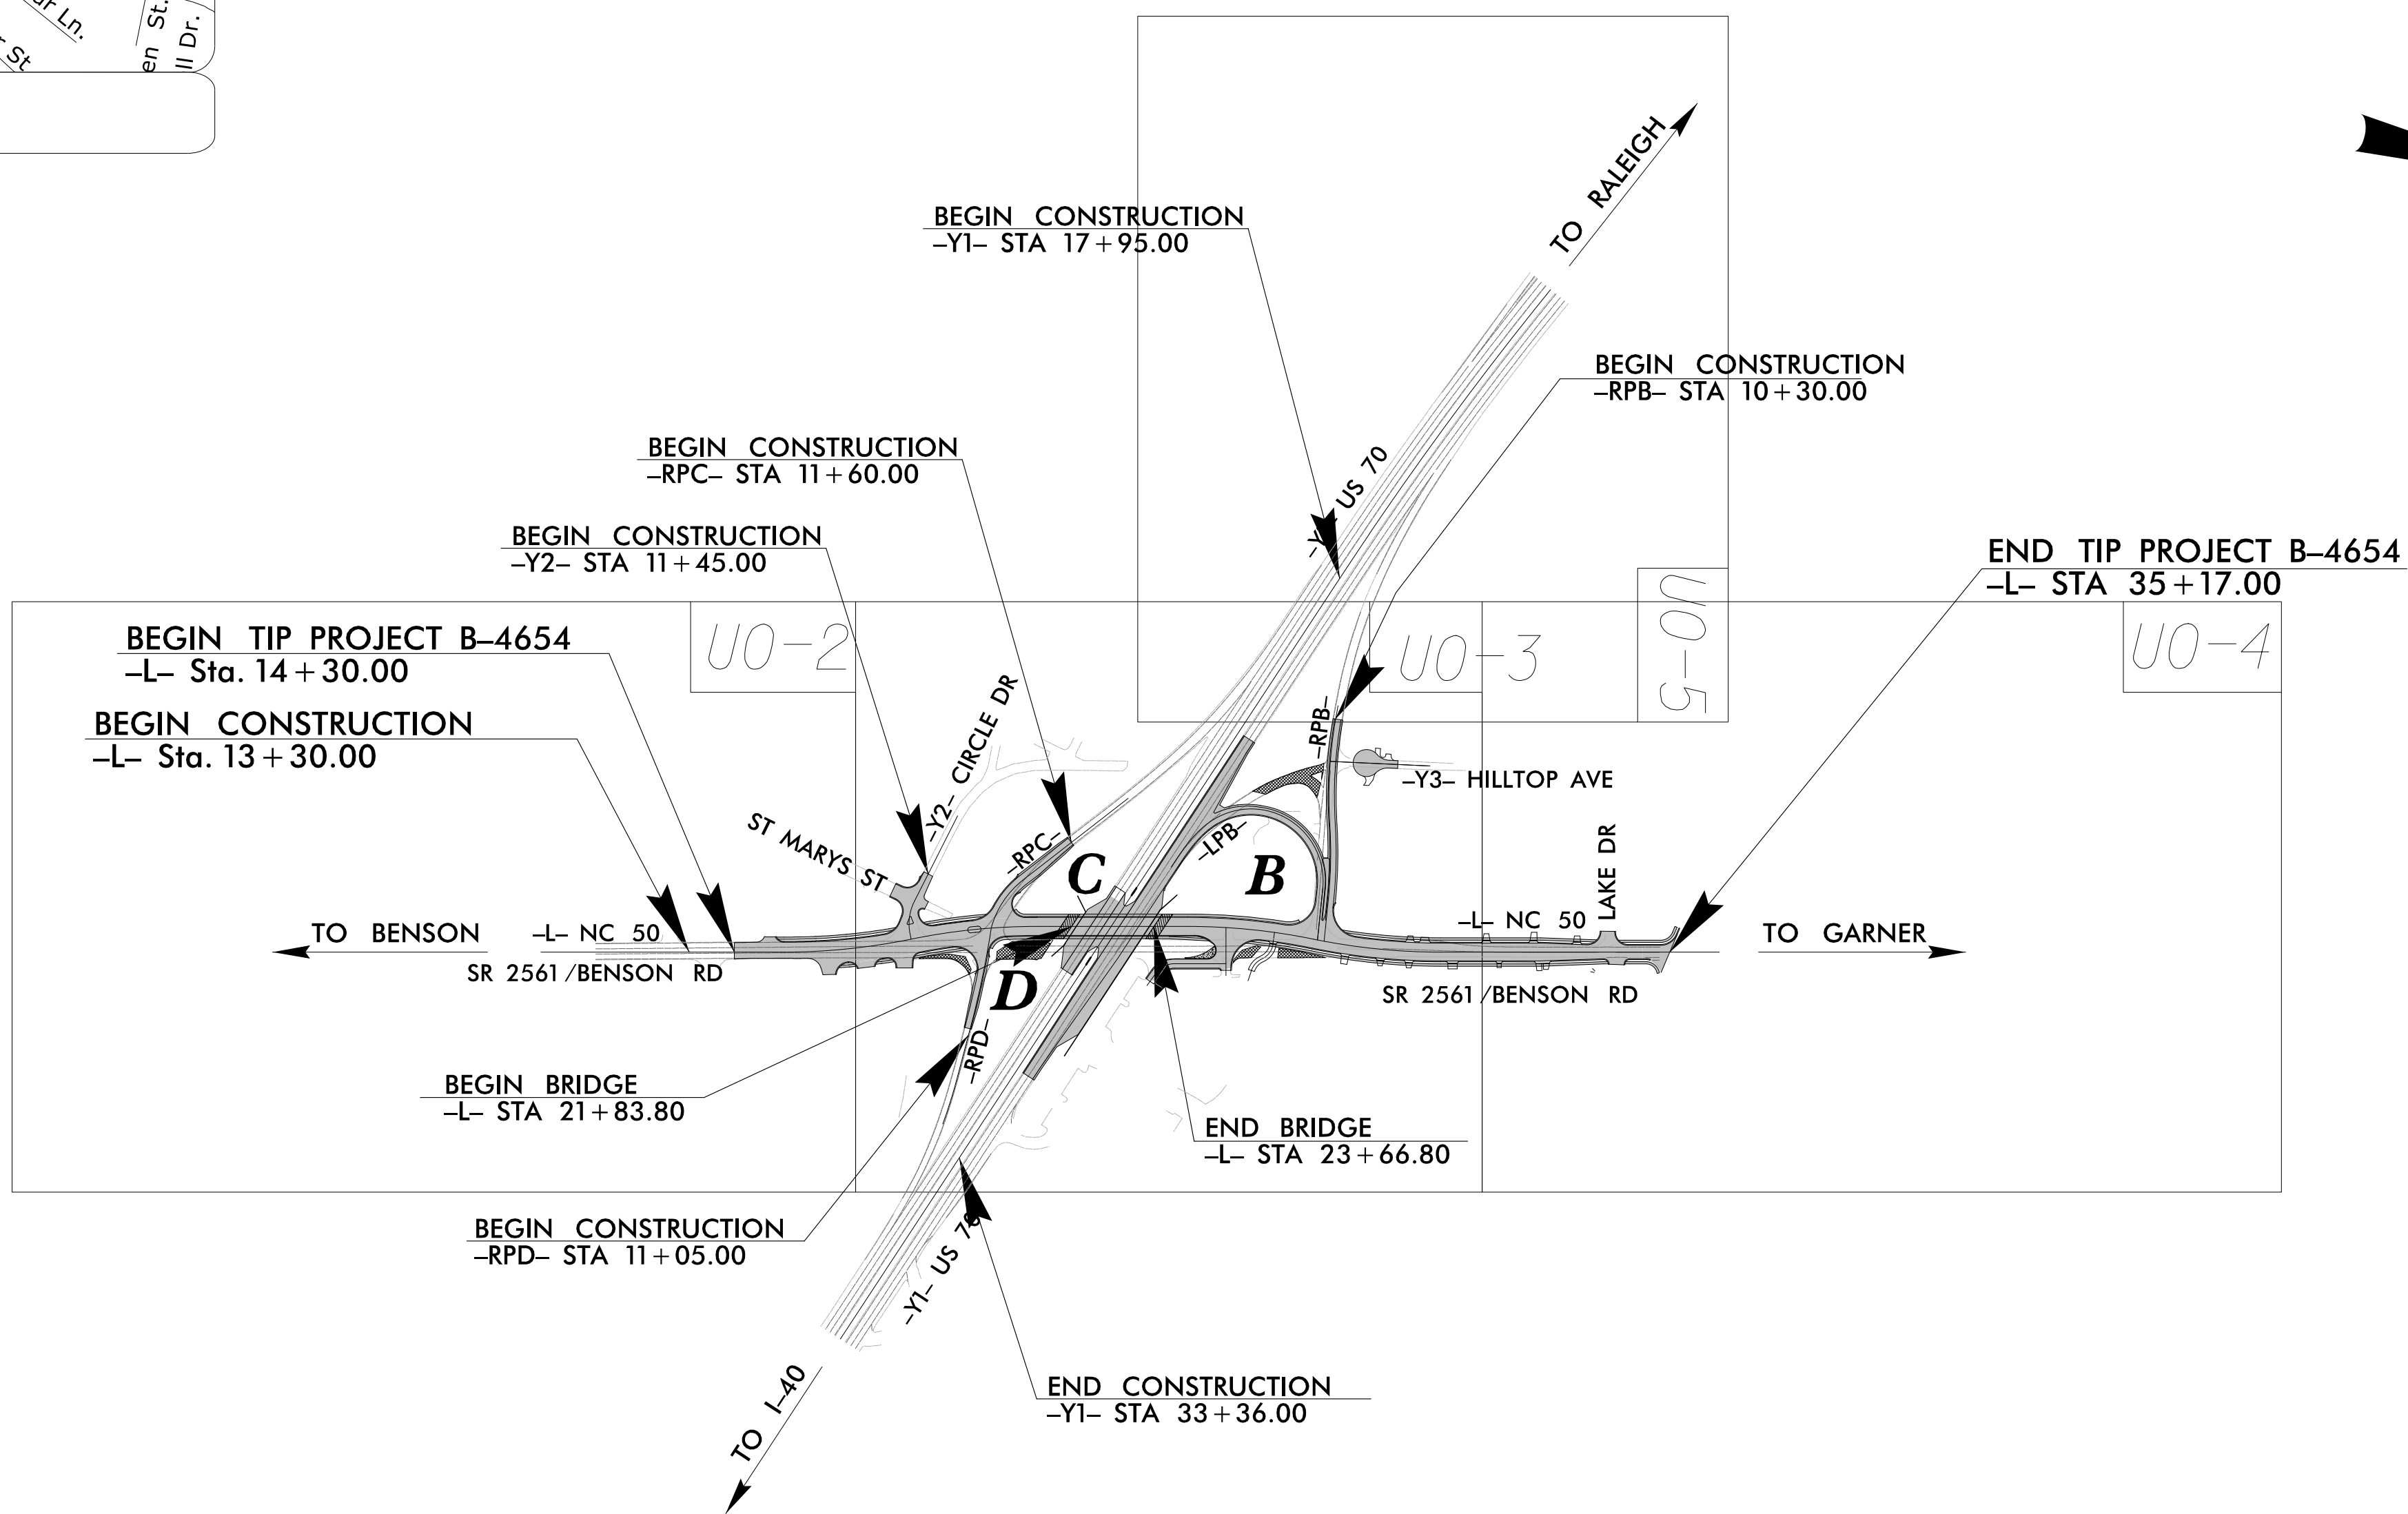 Ln.
St
en St.
ll Dr.
TO RALEIGH
BEGIN CONSTRUCTION
–Y1– STA 17+95.00
BEGIN CONSTRUCTION
–RPB– STA 10+30.00
BEGIN CONSTRUCTION
–RPC– STA 11+60.00
–Y1– US 70
BEGIN CONSTRUCTION
–Y2– STA 11+45.00
END TIP PROJECT B–4654
–L– STA 35+17.00
UO-2
UO-3
UO-5
UO-4
BEGIN TIP PROJECT B–4654
–L– Sta. 14+30.00
BEGIN CONSTRUCTION
–L– Sta. 13+30.00
–Y2– CIRCLE DR
–RPB–
–Y3– HILLTOP AVE
ST MARYS ST
–RPC–
–LPB–
C
B
LAKE DR
TO BENSON
–L– NC 50
–L– NC 50
TO GARNER
SR 2561/BENSON RD
SR 2561/BENSON RD
D
–RPD–
BEGIN BRIDGE
–L– STA 21+83.80
END BRIDGE
–L– STA 23+66.80
BEGIN CONSTRUCTION
–RPD– STA 11+05.00
–Y1– US 70
END CONSTRUCTION
–Y1– STA 33+36.00
TO I–40